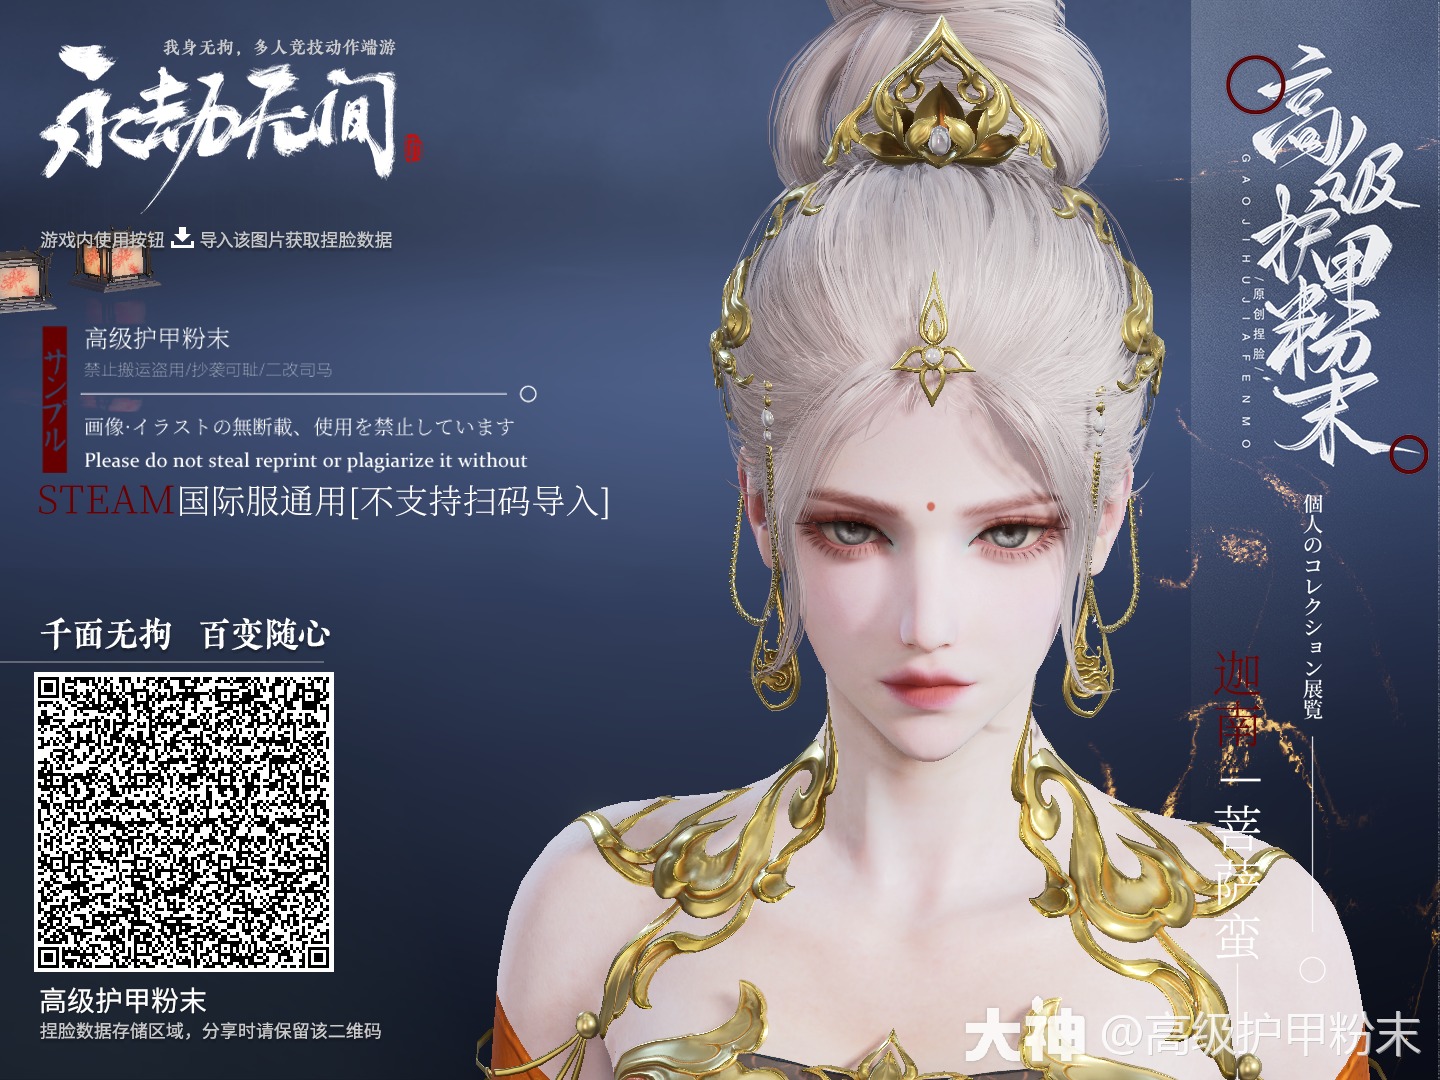 我身无拘，多人竞技动作端游
永劫无间
游戏内使用按钮 导入该图片获取捏脸数据
サンプル
高级护甲粉末
禁止搬运盗用/抄袭可耻/二改司马
画像·イラストの無断載、使用を禁止しています
Please do not steal reprint or plagiarize it without
STEAM国际服通用[不支持扫码导入]
千面无拘 百变随心
高级护甲粉末
捏脸数据存储区域，分享时请保留该二维码
高级护甲粉末
GAOJIHUJIAFENMO
/原创捏脸/
個人のコレクション展覧
迦南一菩萨蛮
大神 @高级护甲粉末